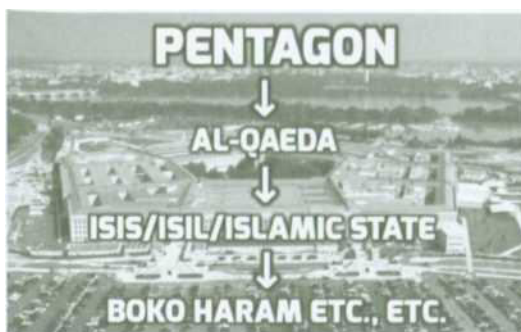 PENTAGON
AL-QAEDA
ISIS/ISIL/ISLAMIC STATE
BOKO HARAM ETC., ETC.